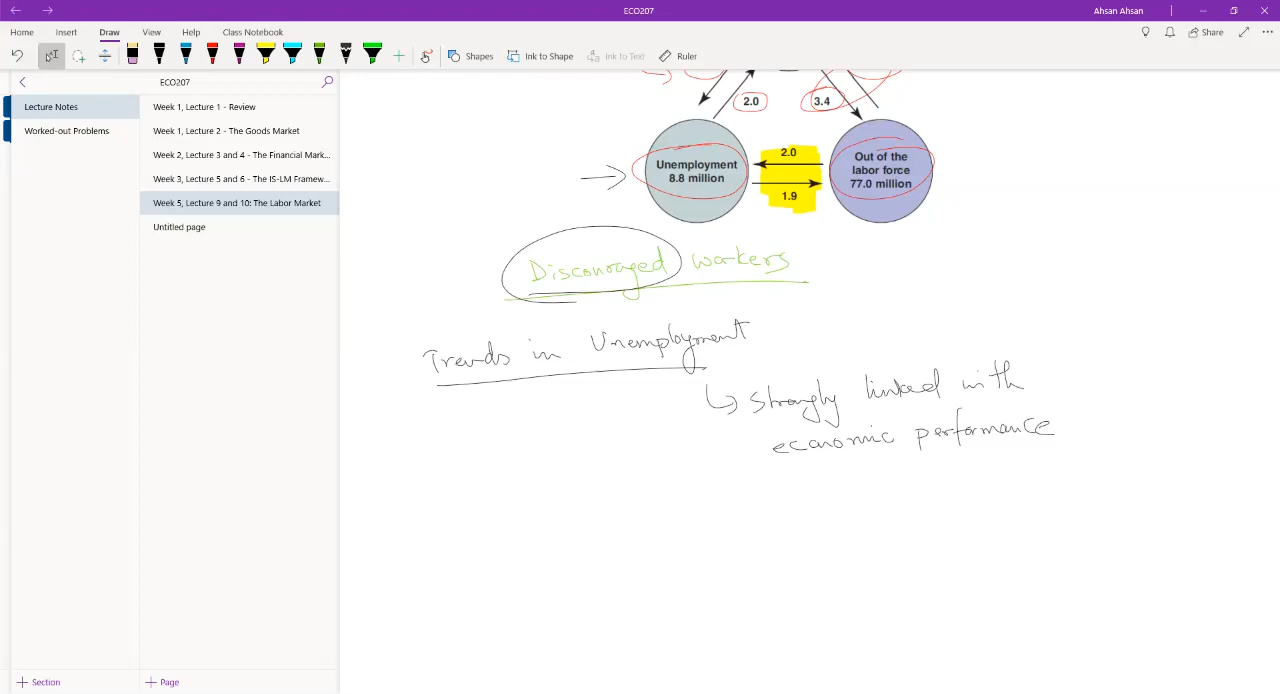 ECO207
Ahsan Ahsan
Home Insert Draw View Help Class Notebook
Share
Shapes Ink to Shape Ink to Text Ruler
ECO207
Lecture Notes
Worked-out Problems
Week 1, Lecture 1 - Review
Week 1, Lecture 2 - The Goods Market
Week 2, Lecture 3 and 4 - The Financial Mark...
Week 3, Lecture 5 and 6 - The IS-LM Framew...
Week 5, Lecture 9 and 10: The Labor Market
Untitled page
Section
Page
2.0
3.4
Unemployment
8.8 million
2.0
1.9
Out of the
labor force
77.0 million
Discouraged workers
Trends in Unemployment
strongly linked with
economic performance